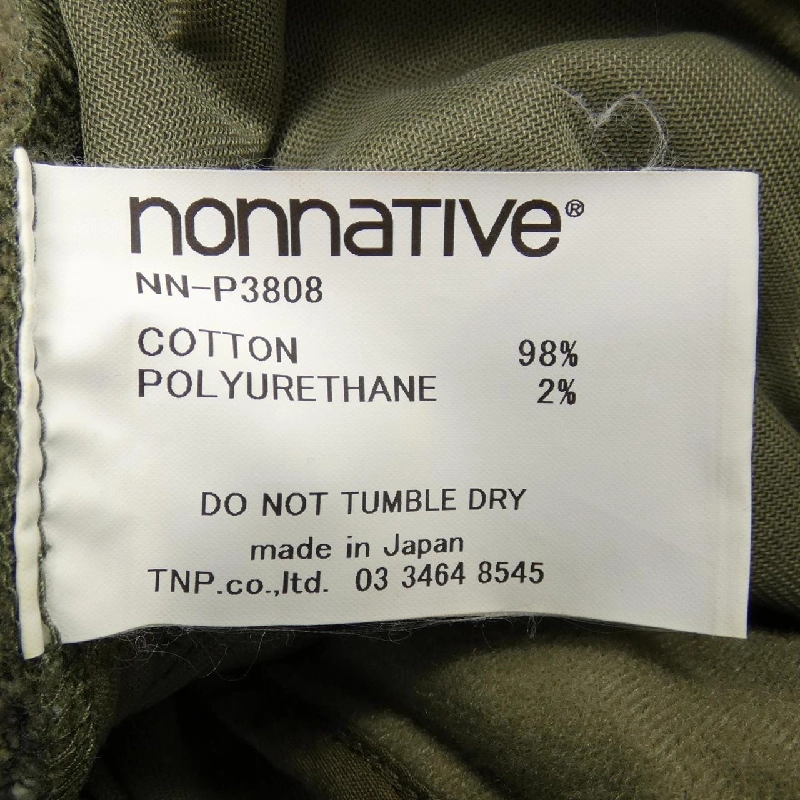 nonnative®
NN-P3808
COTTON 98%
POLYURETHANE 2%
DO NOT TUMBLE DRY
made in Japan
TNP.co.,ltd. 03 3464 8545